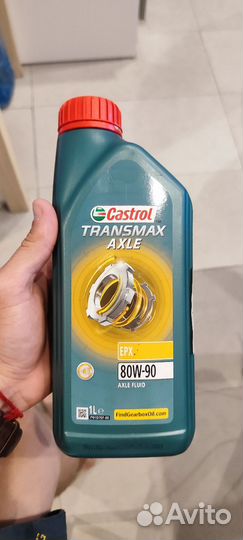 Castrol
TRANSMAX
AXLE
EPX
80W-90
AXLE FLUID
1L e
FindGearboxOil.com
Avito